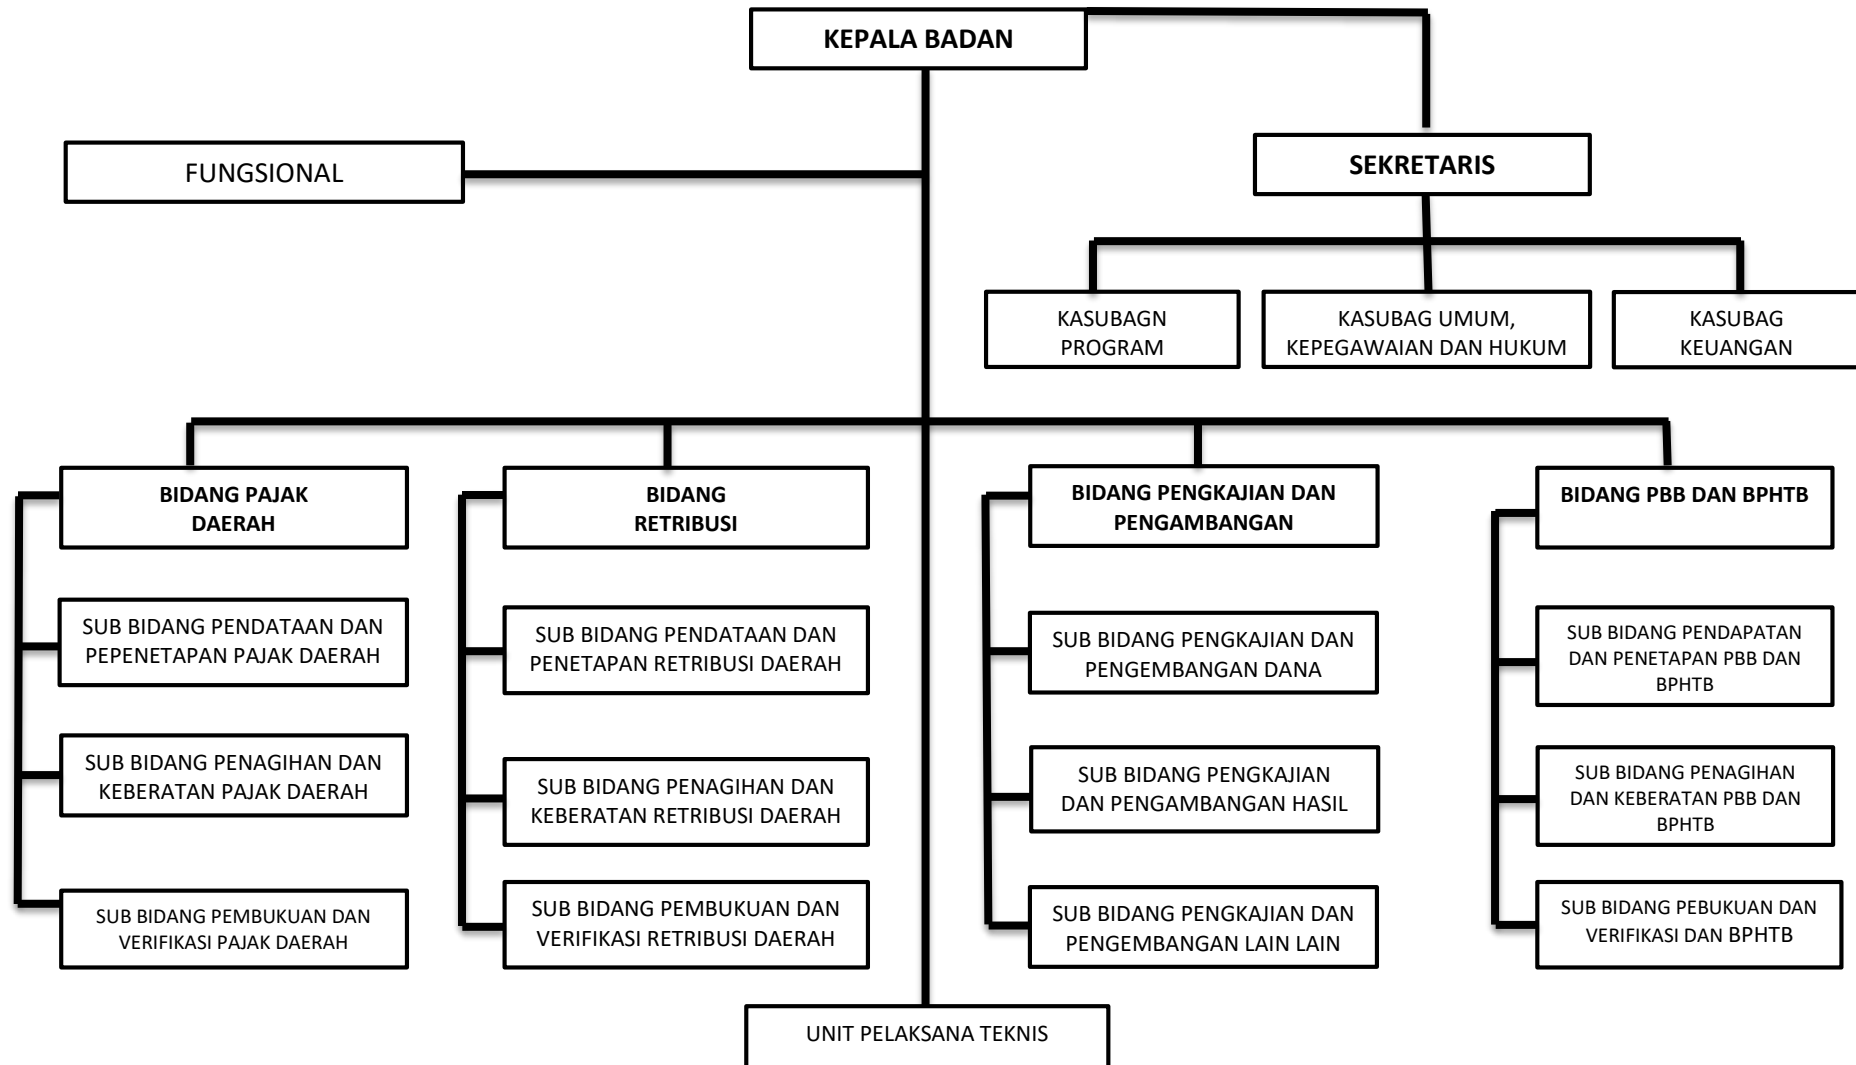 KEPALA BADAN
FUNGSIONAL
SEKRETARIS
KASUBAGN
PROGRAM
KASUBAG UMUM,
KEPEGAWAIAN DAN HUKUM
KASUBAG
KEUANGAN
BIDANG PAJAK
DAERAH
BIDANG
RETRIBUSI
BIDANG PENGKAJIAN DAN
PENGAMBANGAN
BIDANG PBB DAN BPHTB
SUB BIDANG PENDATAAN DAN
PEPENETAPAN PAJAK DAERAH
SUB BIDANG PENDATAAN DAN
PENETAPAN RETRIBUSI DAERAH
SUB BIDANG PENGKAJIAN DAN
PENGEMBANGAN DANA
SUB BIDANG PENDAPATAN
DAN PENETAPAN PBB DAN
BPHTB
SUB BIDANG PENAGIHAN DAN
KEBERATAN PAJAK DAERAH
SUB BIDANG PENAGIHAN DAN
KEBERATAN RETRIBUSI DAERAH
SUB BIDANG PENGKAJIAN
DAN PENGAMBANGAN HASIL
SUB BIDANG PENAGIHAN
DAN KEBERATAN PBB DAN
BPHTB
SUB BIDANG PEMBUKUAN DAN
VERIFIKASI PAJAK DAERAH
SUB BIDANG PEMBUKUAN DAN
VERIFIKASI RETRIBUSI DAERAH
SUB BIDANG PENGKAJIAN DAN
PENGEMBANGAN LAIN LAIN
SUB BIDANG PEBUKUAN DAN
VERIFIKASI DAN BPHTB
UNIT PELAKSANA TEKNIS